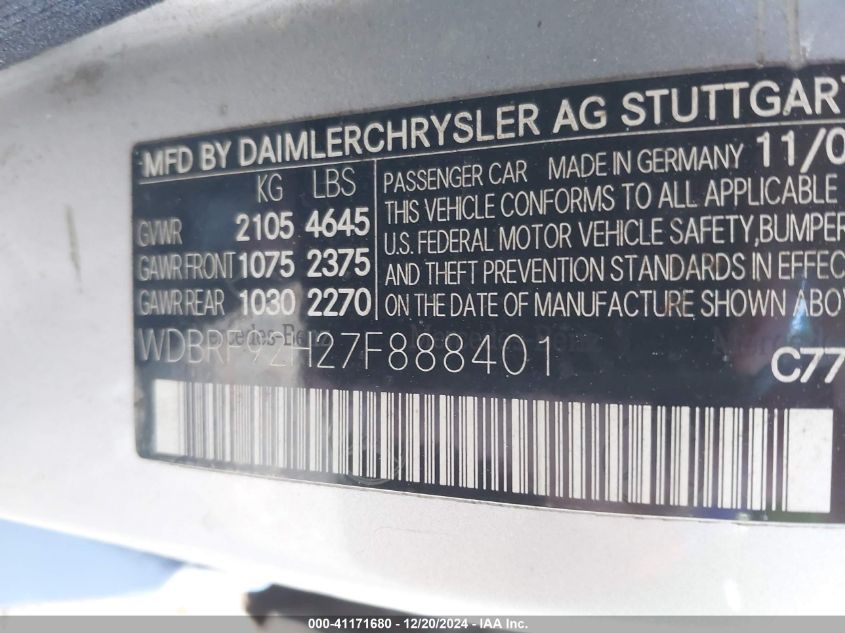 MFD BY DAIMLERCHRYSLER AG STUTTGART
KG LBS
GVWR 2105 4645
GAWR FRONT 1075 2375
GAWR REAR 1030 2270
PASSENGER CAR MADE IN GERMANY 11/0
THIS VEHICLE CONFORMS TO ALL APPLICABLE
U.S. FEDERAL MOTOR VEHICLE SAFETY, BUMPER
AND THEFT PREVENTION STANDARDS IN EFFEC
ON THE DATE OF MANUFACTURE SHOWN ABO
WDBRF92H27F888401
C77
000-41171680 - 12/20/2024 - IAA Inc.